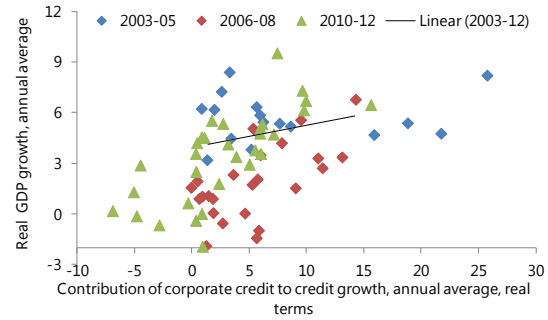 12
2003-05 2006-08 2010-12 Linear (2003-12)
9
6
3
0
-3
-10 -5 0 5 10 15 20 25 30
Real GDP growth, annual average
Contribution of corporate credit to credit growth, annual average, real
terms